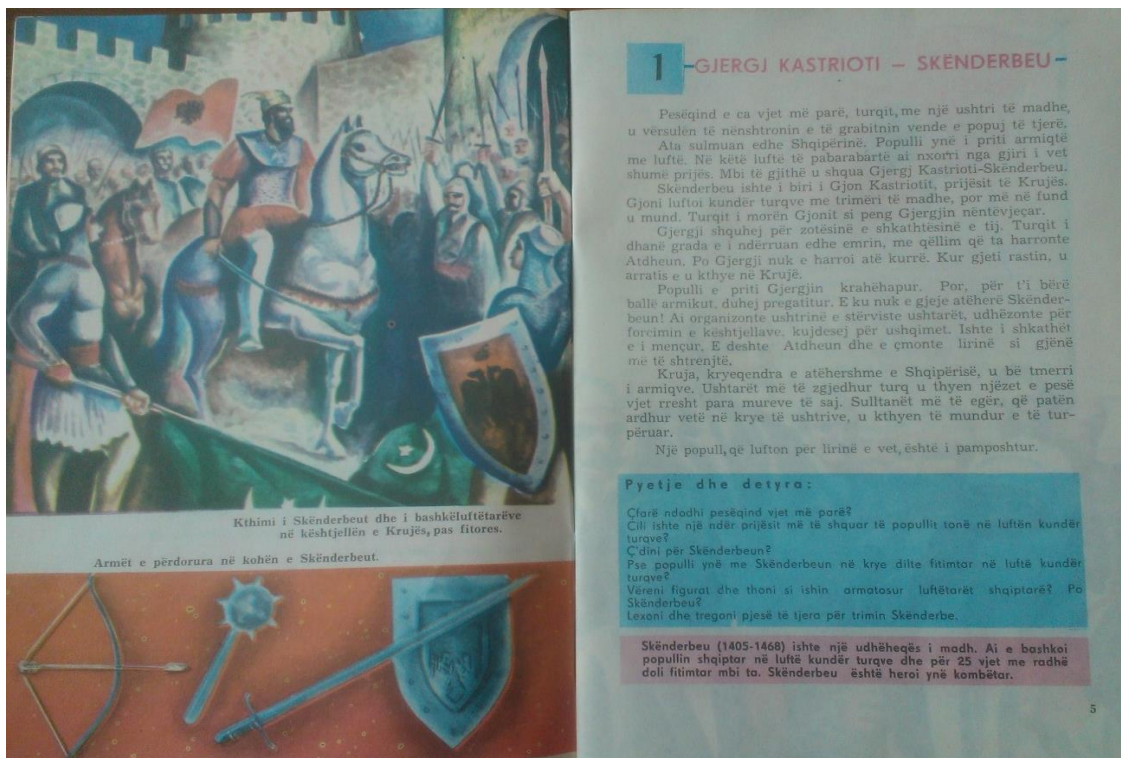 Kthimi i Skënderbeut dhe i bashkëluftëtarëve
në kështjellën e Krujës, pas fitores.
Armët e përdorura në kohën e Skënderbeut.
1
GJERGJ KASTRIOTI – SKËNDERBEU
Pesëqind e ca vjet më parë, turqit, me një ushtri të madhe,
u vërsulën të nënshtronin e të grabitnin vende e popuj të tjerë.
Ata sulmuan edhe Shqipërinë. Populli ynë i priti armiqtë
me luftë. Në këtë luftë të pabarabartë ai nxorri nga gjiri i vet
shumë prijës. Mbi të gjithë u shqua Gjergj Kastrioti-Skënderbeu.
Skënderbeu ishte i biri i Gjon Kastriotit, prijësit të Krujës.
Gjoni luftoi kundër turqve me trimëri të madhe, por më në fund
u mund. Turqit i morën Gjonit si peng Gjergjin nëntëvjeçar.
Gjergji shquhej për zotësinë e shkathtësinë e tij. Turqit i
dhanë grada e i ndërruan edhe emrin, me qëllim që ta harronte
Atdheun. Po Gjergji nuk e harroi atë kurrë. Kur gjeti rastin, u
arratis e u kthye në Krujë.
Populli e priti Gjergjin krahëhapur. Por, për t'i bërë
ballë armikut, duhej pregatitur. E ku nuk e gjeje atëherë Skënder-
beun! Ai organizonte ushtrinë e stërviste ushtarët, udhëzonte për
forcimin e kështjellave, kujdesej për ushqimet. Ishte i shkathët
e i mençur. E deshte Atdheun dhe e çmonte lirinë si gjënë
më të shtrenjtë.
Kruja, kryeqendra e atëhershme e Shqipërisë, u bë tmerri
i armiqve. Ushtarët më të zgjedhur turq u thyen njëzet e pesë
vjet rresht para mureve të saj. Sulltanët më të egër, që patën
ardhur vetë në krye të ushtrive, u kthyen të mundur e të tur-
përuar.
Një popull, që lufton për lirinë e vet, është i pamposhtur.
Pyetje dhe detyra:
Çfarë ndodhi pesëqind vjet më parë?
Cili ishte një ndër prijësit më të shquar të popullit tonë në luftën kundër
turqve?
Ç'dini për Skënderbeun?
Pse populli ynë me Skënderbeun në krye dilte fitimtar në luftë kundër
turqve?
Vëreni figurat dhe thoni si ishin armatosur luftëtarët shqiptarë? Po
Skënderbeu?
Lexoni dhe tregoni pjesë të tjera për trimin Skënderbe.
Skënderbeu (1405-1468) ishte një udhëheqës i madh. Ai e bashkoi
popullin shqiptar në luftë kundër turqve dhe për 25 vjet me radhë
doli fitimtar mbi ta. Skënderbeu është heroi ynë kombëtar.
5